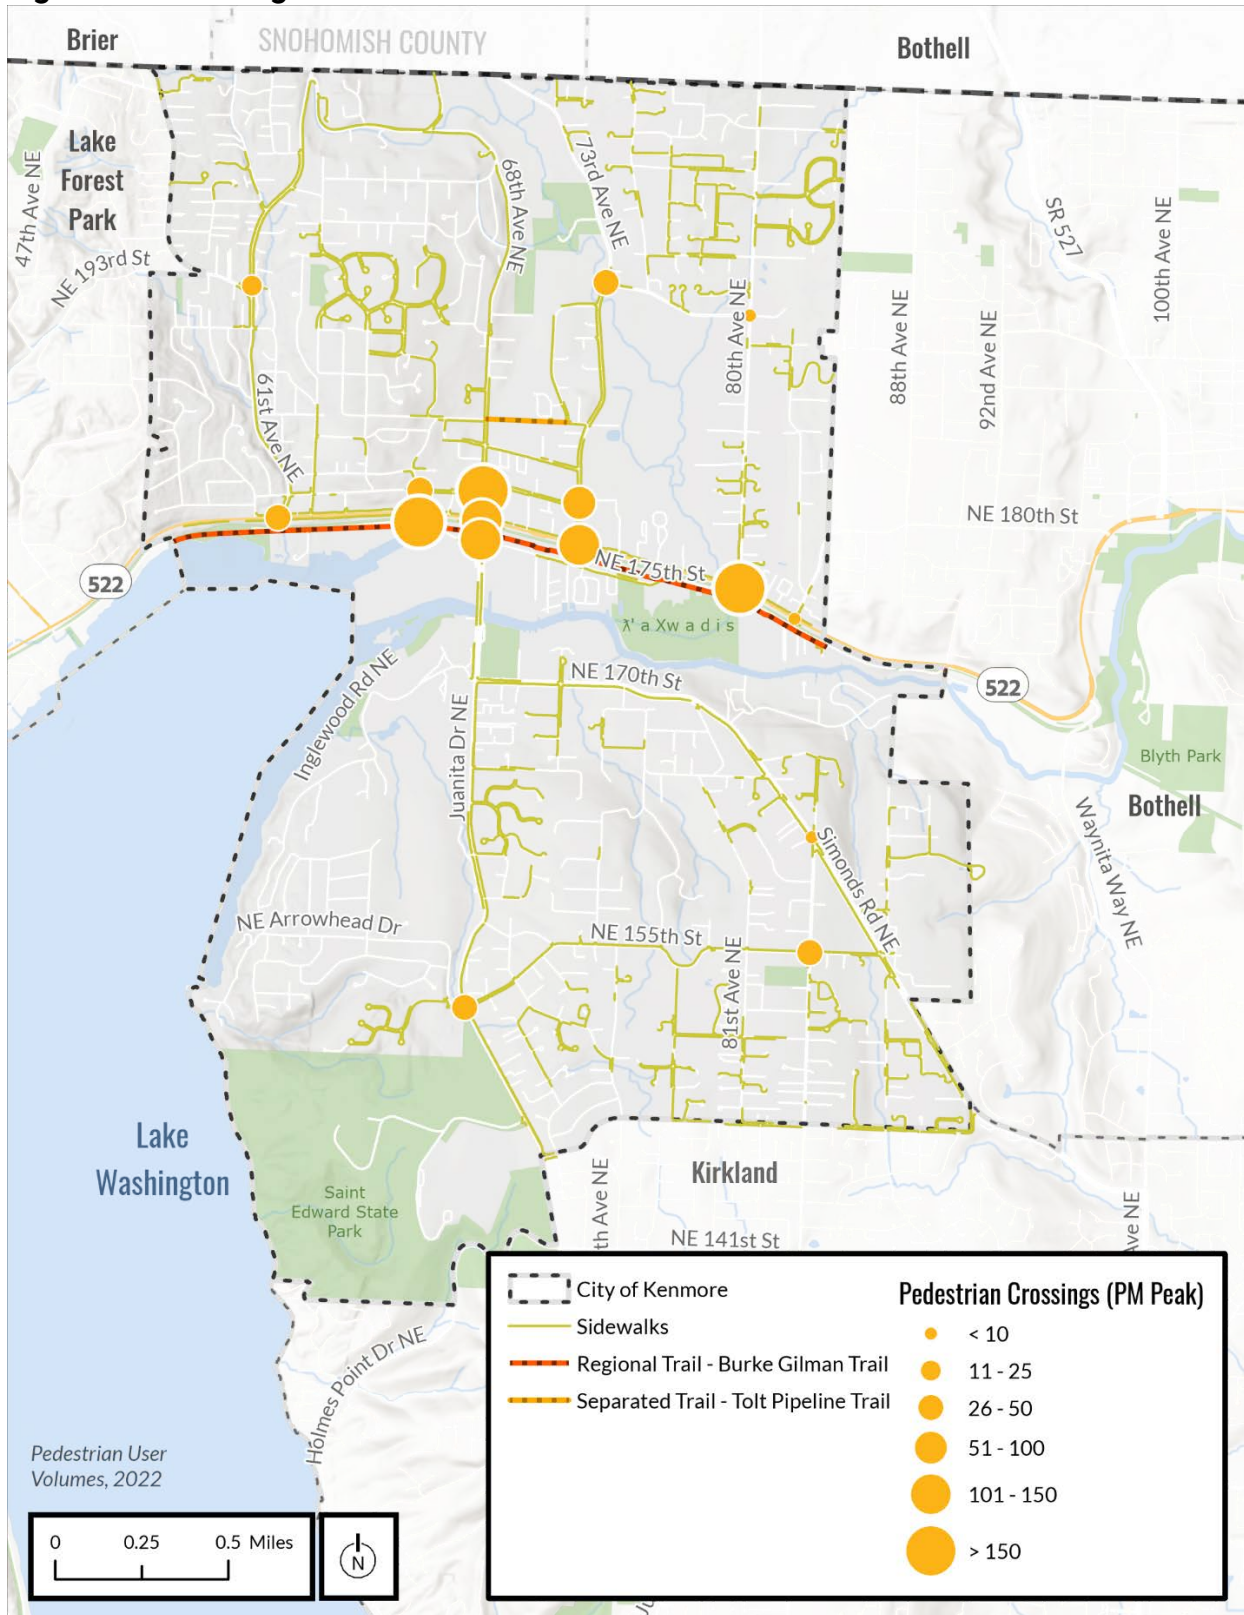 Brier
SNOHOMISH COUNTY
Bothell
Lake
Forest
Park
47th Ave NE
NE 193rd St
68th Ave NE
73rd Ave NE
SR 527
100th Ave NE
80th Ave NE
88th Ave NE
92nd Ave NE
61st Ave NE
NE 180th St
522
NE 175th St
ƛ' a Xw a d i s
NE 170th St
522
Inglewood Rd NE
Juanita Dr NE
Blyth Park
Bothell
Waynita Way NE
Simonds Rd NE
NE Arrowhead Dr
NE 155th St
81st Ave NE
Lake
Washington
Saint
Edward State
Park
Kirkland
th Ave NE
NE 141st St
Ave NE
Holmes Point Dr NE
City of Kenmore
Sidewalks
Regional Trail - Burke Gilman Trail
Separated Trail - Tolt Pipeline Trail
Pedestrian Crossings (PM Peak)
< 10
11 - 25
26 - 50
51 - 100
101 - 150
> 150
Pedestrian User
Volumes, 2022
0 0.25 0.5 Miles
N